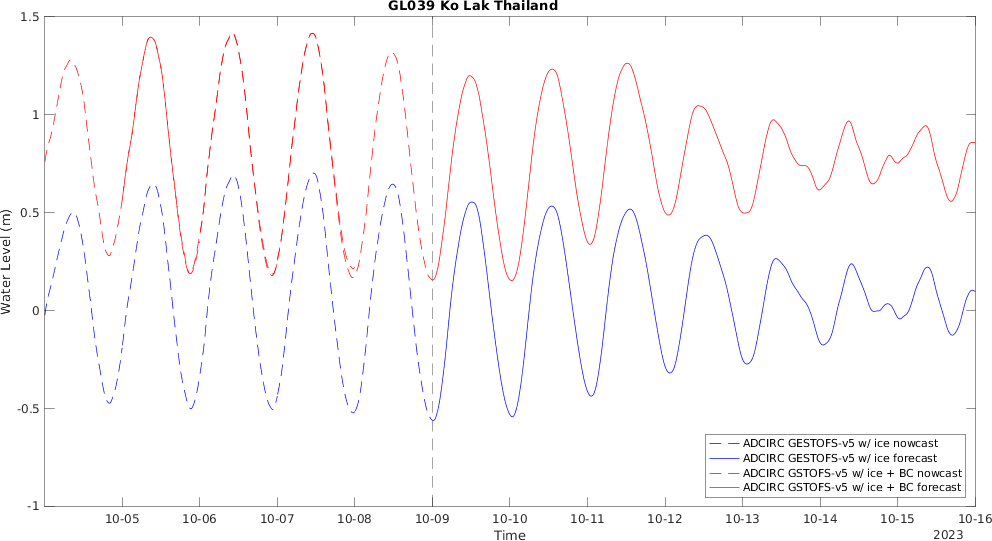 GL039 Ko Lak Thailand
1.5
1
0.5
0
-0.5
-1
Water Level (m)
10-05 10-06 10-07 10-08 10-09 10-10 10-11 10-12 10-13 10-14 10-15 10-16
Time
2023
ADCIRC GESTOFS-v5 w/ ice nowcast
ADCIRC GESTOFS-v5 w/ ice forecast
ADCIRC GSTOFS-v5 w/ ice + BC nowcast
ADCIRC GSTOFS-v5 w/ ice + BC forecast